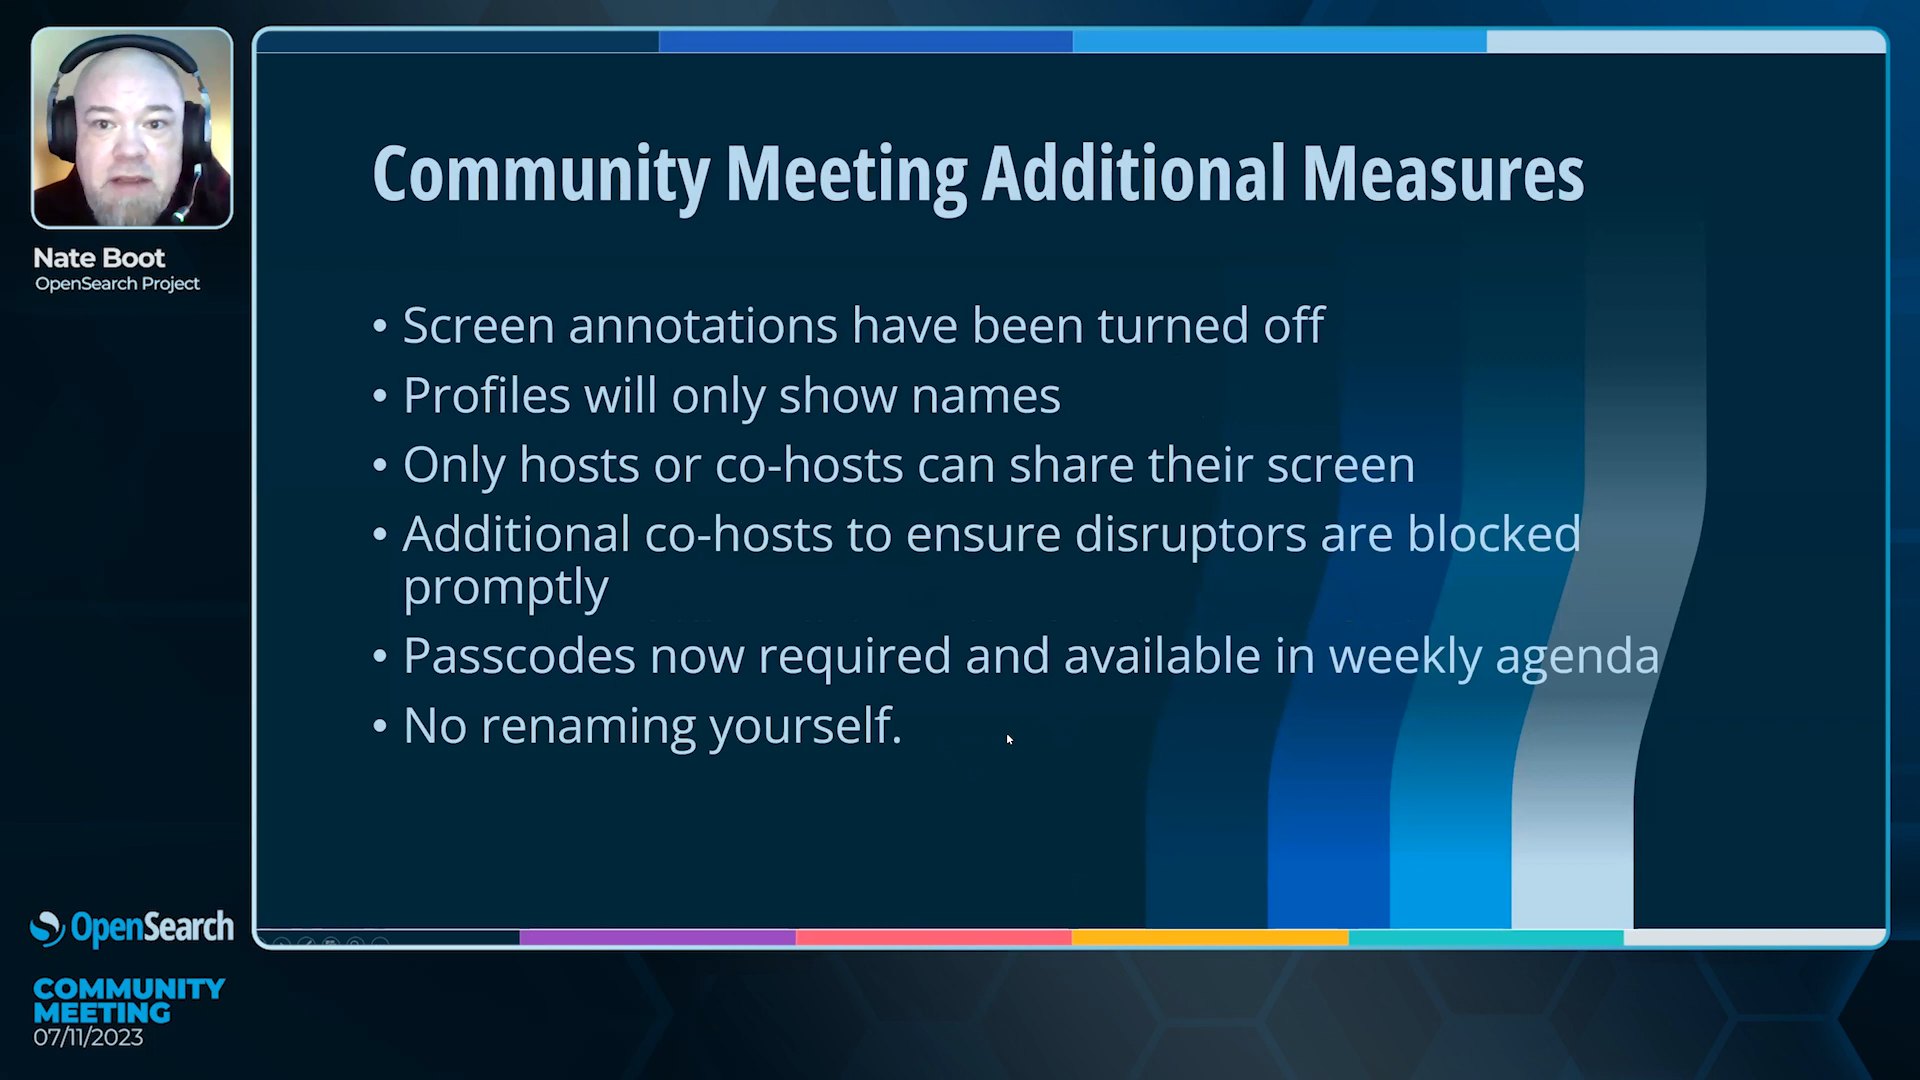 Nate Boot
OpenSearch Project
Community Meeting Additional Measures
• Screen annotations have been turned off
• Profiles will only show names
• Only hosts or co-hosts can share their screen
• Additional co-hosts to ensure disruptors are blocked
promptly
• Passcodes now required and available in weekly agenda
• No renaming yourself.
OpenSearch
COMMUNITY
MEETING
07/11/2023